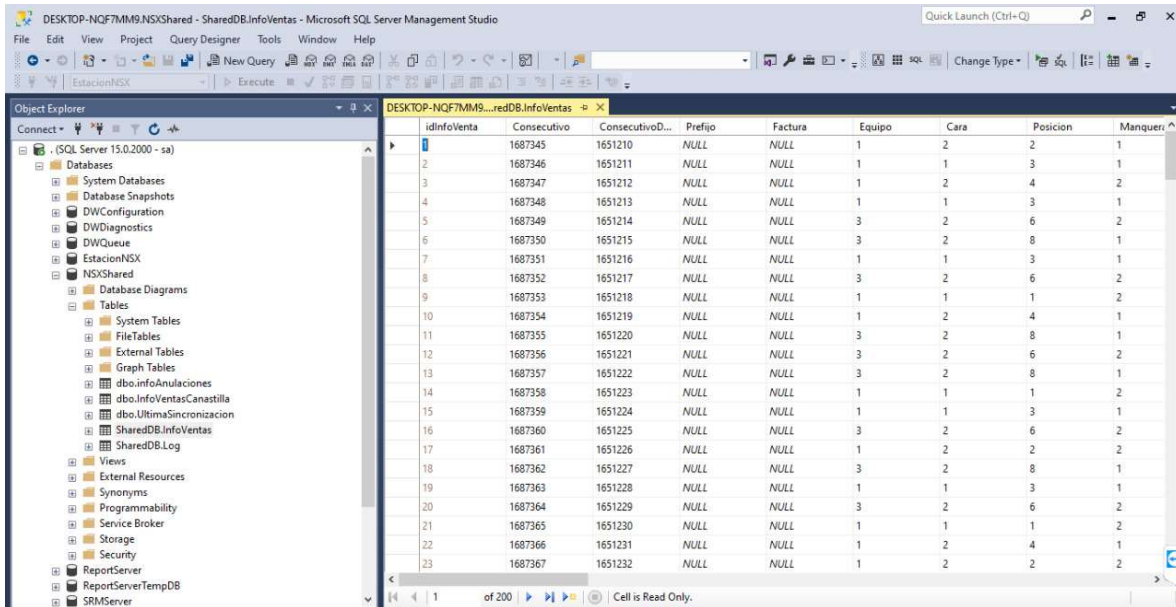 DESKTOP-NQF7MM9.NSXShared - SharedDB.InfoVentas - Microsoft SQL Server Management Studio
Quick Launch (Ctrl+Q)
File Edit View Project Query Designer Tools Window Help
New Query
Change Type
EstacionNSX
Execute
Object Explorer
Connect
. (SQL Server 15.0.2000 - sa)
Databases
System Databases
Database Snapshots
DWConfiguration
DWDiagnostics
DWQueue
EstacionNSX
NSXShared
Database Diagrams
Tables
System Tables
FileTables
External Tables
Graph Tables
dbo.infoAnulaciones
dbo.InfoVentasCanastilla
dbo.UltimaSincronizacion
SharedDB.InfoVentas
SharedDB.Log
Views
External Resources
Synonyms
Programmability
Service Broker
Storage
Security
ReportServer
ReportServerTempDB
SRMServer
DESKTOP-NQF7MM9....redDB.InfoVentas
idInfoVenta Consecutivo ConsecutivoD... Prefijo Factura Equipo Cara Posicion Manguera
1 1687345 1651210 NULL NULL 1 2 2 1
2 1687346 1651211 NULL NULL 1 1 3 1
3 1687347 1651212 NULL NULL 1 2 4 2
4 1687348 1651213 NULL NULL 1 1 3 1
5 1687349 1651214 NULL NULL 3 2 6 2
6 1687350 1651215 NULL NULL 3 2 8 1
7 1687351 1651216 NULL NULL 1 1 3 1
8 1687352 1651217 NULL NULL 3 2 6 2
9 1687353 1651218 NULL NULL 1 1 1 2
10 1687354 1651219 NULL NULL 1 2 4 1
11 1687355 1651220 NULL NULL 3 2 8 1
12 1687356 1651221 NULL NULL 3 2 6 2
13 1687357 1651222 NULL NULL 3 2 8 1
14 1687358 1651223 NULL NULL 1 1 1 2
15 1687359 1651224 NULL NULL 1 1 3 1
16 1687360 1651225 NULL NULL 3 2 6 2
17 1687361 1651226 NULL NULL 1 2 2 2
18 1687362 1651227 NULL NULL 3 2 8 1
19 1687363 1651228 NULL NULL 1 1 3 1
20 1687364 1651229 NULL NULL 3 2 6 2
21 1687365 1651230 NULL NULL 1 1 1 2
22 1687366 1651231 NULL NULL 1 2 4 1
23 1687367 1651232 NULL NULL 1 2 2 2
1 of 200 Cell is Read Only.